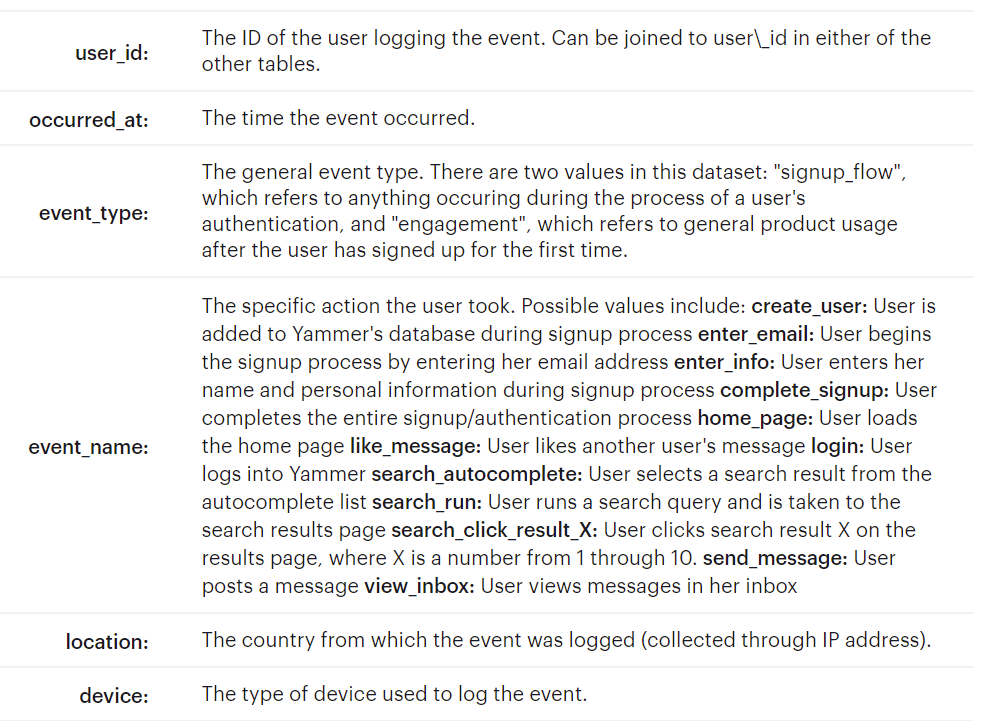 user_id:
The ID of the user logging the event. Can be joined to user\_id in either of the
other tables.
occurred_at:
The time the event occurred.
event_type:
The general event type. There are two values in this dataset: "signup_flow",
which refers to anything occuring during the process of a user's
authentication, and "engagement", which refers to general product usage
after the user has signed up for the first time.
event_name:
The specific action the user took. Possible values include: create_user: User is
added to Yammer's database during signup process enter_email: User begins
the signup process by entering her email address enter_info: User enters her
name and personal information during signup process complete_signup: User
completes the entire signup/authentication process home_page: User loads
the home page like_message: User likes another user's message login: User
logs into Yammer search_autocomplete: User selects a search result from the
autocomplete list search_run: User runs a search query and is taken to the
search results page search_click_result_X: User clicks search result X on the
results page, where X is a number from 1 through 10. send_message: User
posts a message view_inbox: User views messages in her inbox
location:
The country from which the event was logged (collected through IP address).
device:
The type of device used to log the event.